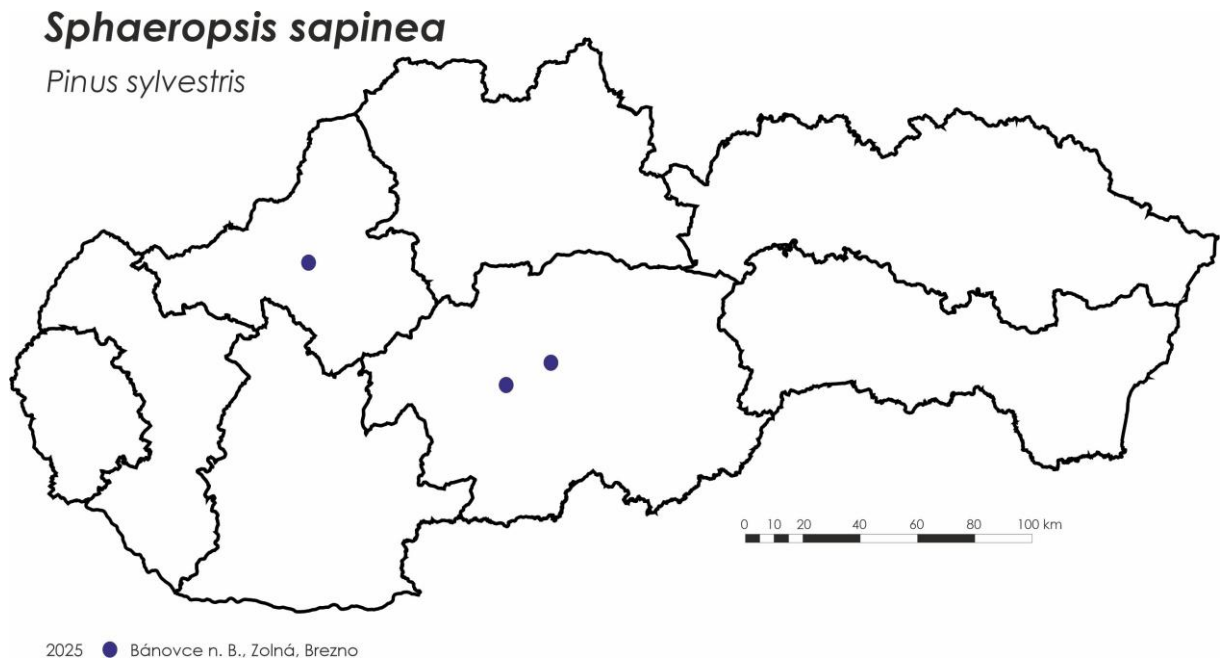 Sphaeropsis sapinea
Pinus sylvestris
0 10 20 40 60 80 100 km
2025 Bánovce n. B., Zolná, Brezno